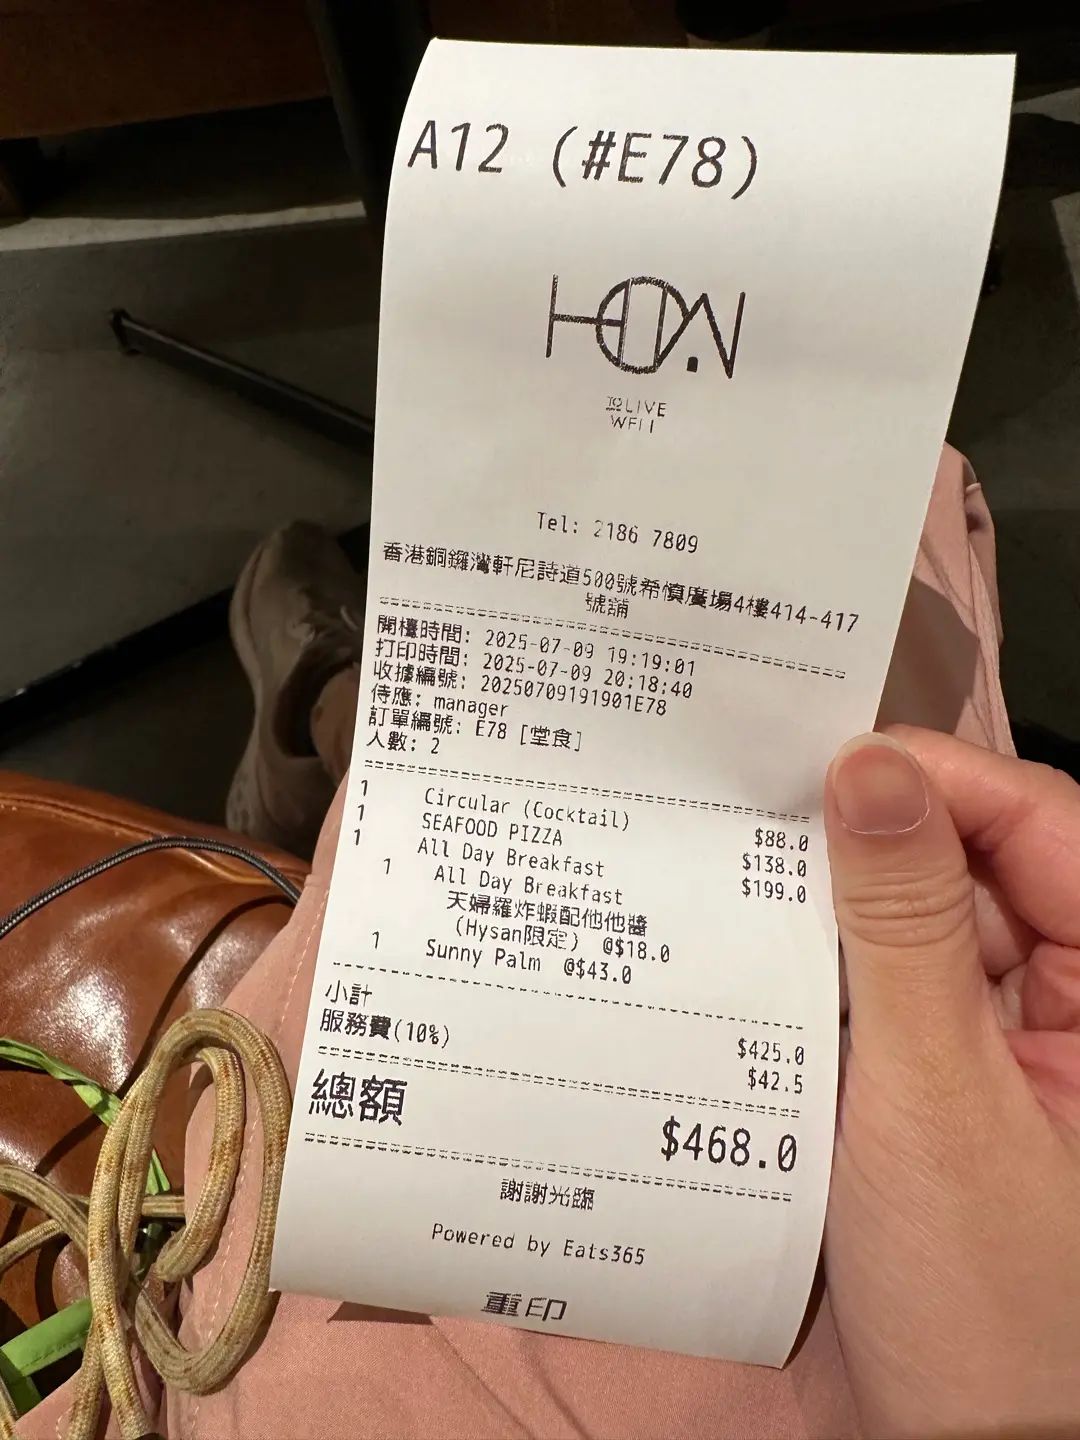 A12 (#E78)
LIVE
WELL
Tel: 2186 7809
香港銅鑼灣軒尼詩道500號希慎廣場4樓414-417
號舖
開檯時間: 2025-07-09 19:19:01
打印時間: 2025-07-09 20:18:40
收據編號: 20250709191901E78
侍應: manager
訂單編號: E78 [堂食]
人數: 2
1 Circular (Cocktail) $88.0
1 SEAFOOD PIZZA $138.0
1 All Day Breakfast $199.0
1 All Day Breakfast
天婦羅炸蝦配他他醬
(Hysan限定) @$18.0
1 Sunny Palm @$43.0
小計 $425.0
服務費(10%) $42.5
總額 $468.0
謝謝光臨
Powered by Eats365
重印